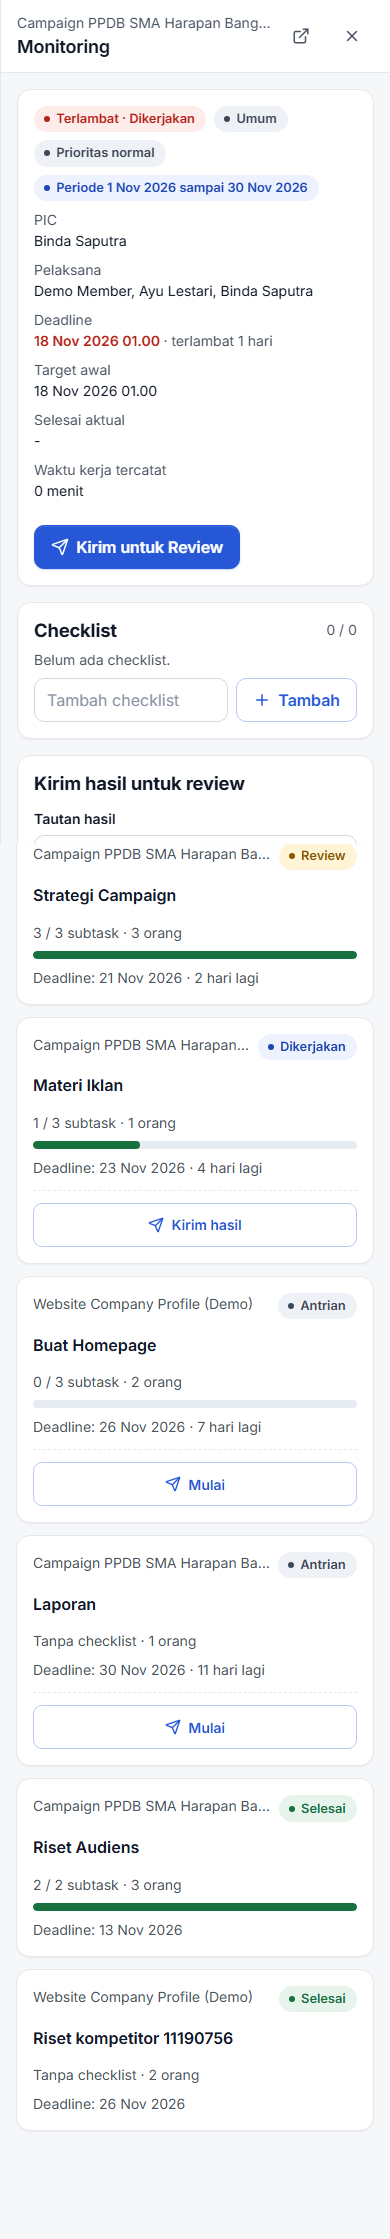 Campaign PPDB SMA Harapan Bang...
Monitoring
Terlambat · Dikerjakan
Umum
Prioritas normal
Periode 1 Nov 2026 sampai 30 Nov 2026
PIC
Binda Saputra
Pelaksana
Demo Member, Ayu Lestari, Binda Saputra
Deadline
18 Nov 2026 01.00 · terlambat 1 hari
Target awal
18 Nov 2026 01.00
Selesai aktual
-
Waktu kerja tercatat
0 menit
Kirim untuk Review
Checklist
0 / 0
Belum ada checklist.
Tambah checklist
+ Tambah
Kirim hasil untuk review
Tautan hasil
Campaign PPDB SMA Harapan Ba...
Review
Strategi Campaign
3 / 3 subtask · 3 orang
Deadline: 21 Nov 2026 · 2 hari lagi
Campaign PPDB SMA Harapan...
Dikerjakan
Materi Iklan
1 / 3 subtask · 1 orang
Deadline: 23 Nov 2026 · 4 hari lagi
Kirim hasil
Website Company Profile (Demo)
Antrian
Buat Homepage
0 / 3 subtask · 2 orang
Deadline: 26 Nov 2026 · 7 hari lagi
Mulai
Campaign PPDB SMA Harapan Ba...
Antrian
Laporan
Tanpa checklist · 1 orang
Deadline: 30 Nov 2026 · 11 hari lagi
Mulai
Campaign PPDB SMA Harapan Ba...
Selesai
Riset Audiens
2 / 2 subtask · 3 orang
Deadline: 13 Nov 2026
Website Company Profile (Demo)
Selesai
Riset kompetitor 11190756
Tanpa checklist · 2 orang
Deadline: 26 Nov 2026